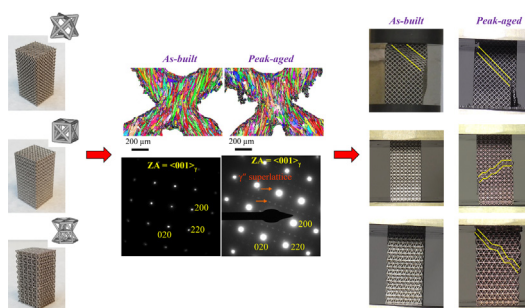 As-built
Peak-aged
200 μm
200 μm
ZA = <001>γ
200
020
220
ZA = <001>γ
γ" superlattice
200
020
220
As-built
Peak-aged